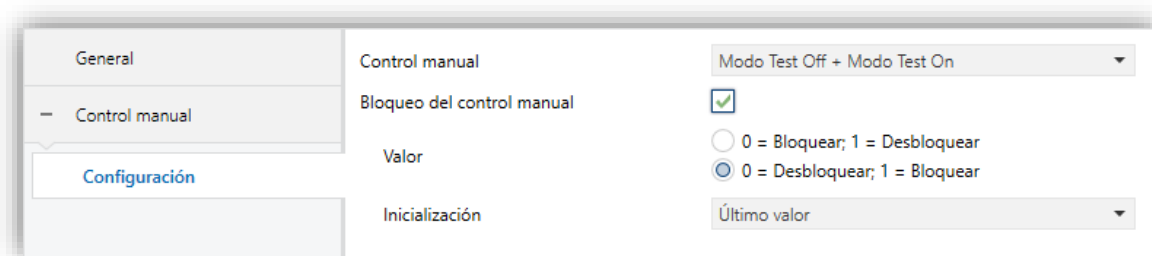 General
Control manual
Configuración
Control manual Modo Test Off + Modo Test On
Bloqueo del control manual
Valor
0 = Bloquear; 1 = Desbloquear
0 = Desbloquear; 1 = Bloquear
Inicialización Último valor